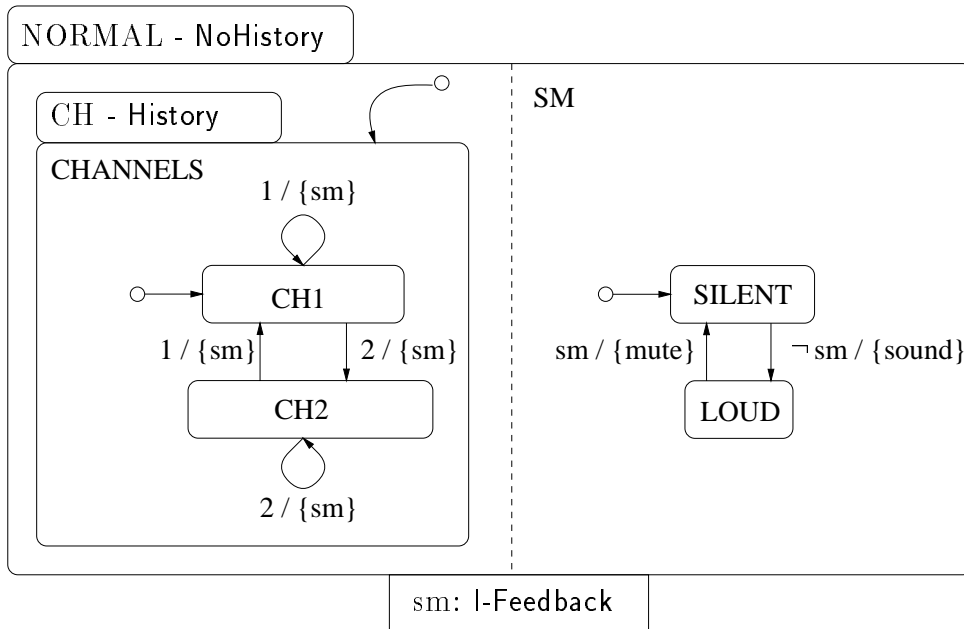 NORMAL - NoHistory
CH - History
SM
CHANNELS
1 / {sm}
CH1
SILENT
1 / {sm}
2 / {sm}
sm / {mute}
¬ sm / {sound}
CH2
LOUD
2 / {sm}
sm: I-Feedback